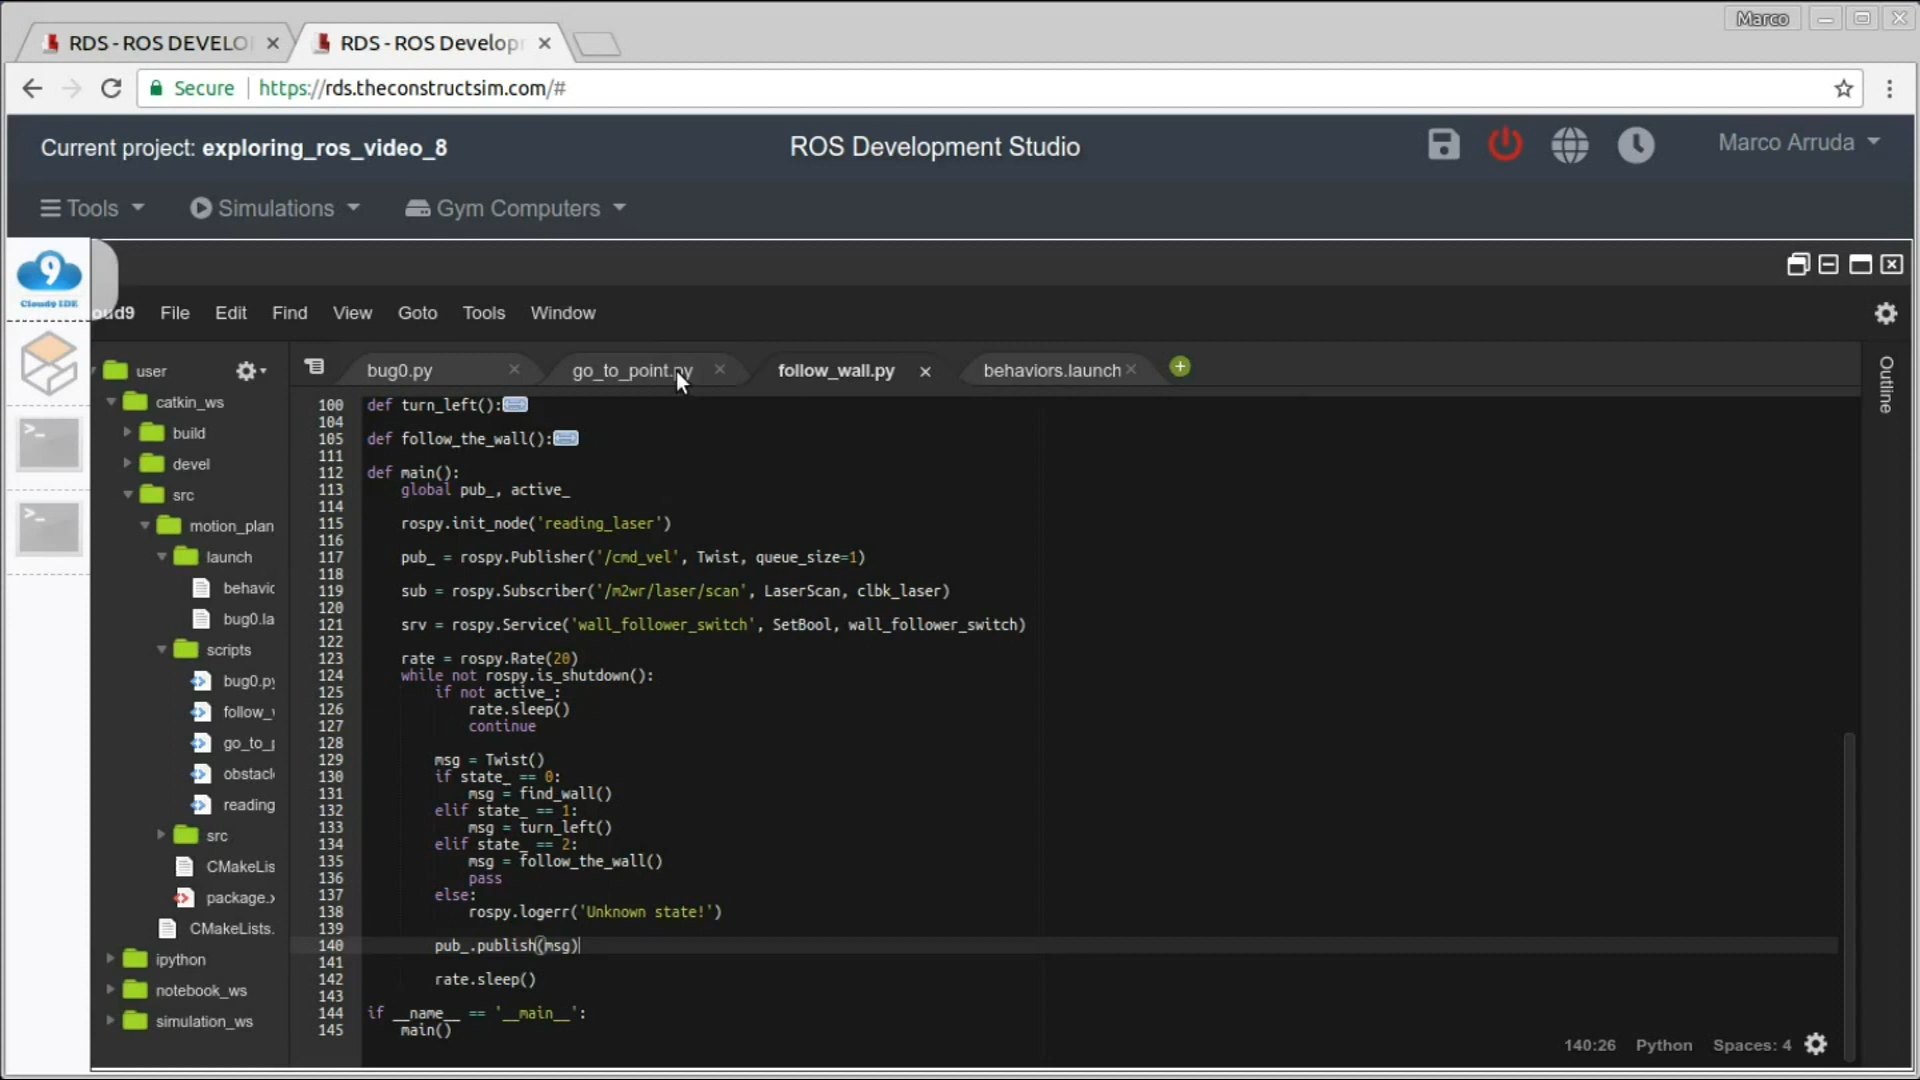 Marco
RDS - ROS DEVELO
RDS - ROS Develop
Secure
https://rds.theconstructsim.com/#
Current project: exploring_ros_video_8
ROS Development Studio
Marco Arruda
Tools
Simulations
Gym Computers
9
Cloud9 IDE
oud9 File Edit Find View Goto Tools Window
user
catkin_ws
build
devel
src
motion_plan
launch
behavio
bug0.la
scripts
bug0.py
follow_w
go_to_p
obstacl
reading
src
CMakeLis
package.x
CMakeLists.
ipython
notebook_ws
simulation_ws
>_
>_
bug0.py
go_to_point.py
follow_wall.py
behaviors.launch
Outline
100 def turn_left():
104
105 def follow_the_wall():
111
112 def main():
113 global pub_, active_
114
115 rospy.init_node('reading_laser')
116
117 pub_ = rospy.Publisher('/cmd_vel', Twist, queue_size=1)
118
119 sub = rospy.Subscriber('/m2wr/laser/scan', LaserScan, clbk_laser)
120
121 srv = rospy.Service('wall_follower_switch', SetBool, wall_follower_switch)
122
123 rate = rospy.Rate(20)
124 while not rospy.is_shutdown():
125 if not active_:
126 rate.sleep()
127 continue
128
129 msg = Twist()
130 if state_ == 0:
131 msg = find_wall()
132 elif state_ == 1:
133 msg = turn_left()
134 elif state_ == 2:
135 msg = follow_the_wall()
136 pass
137 else:
138 rospy.logerr('Unknown state!')
139
140 pub_.publish(msg)
141
142 rate.sleep()
143
144 if __name__ == '__main__':
145 main()
140:26 Python Spaces: 4